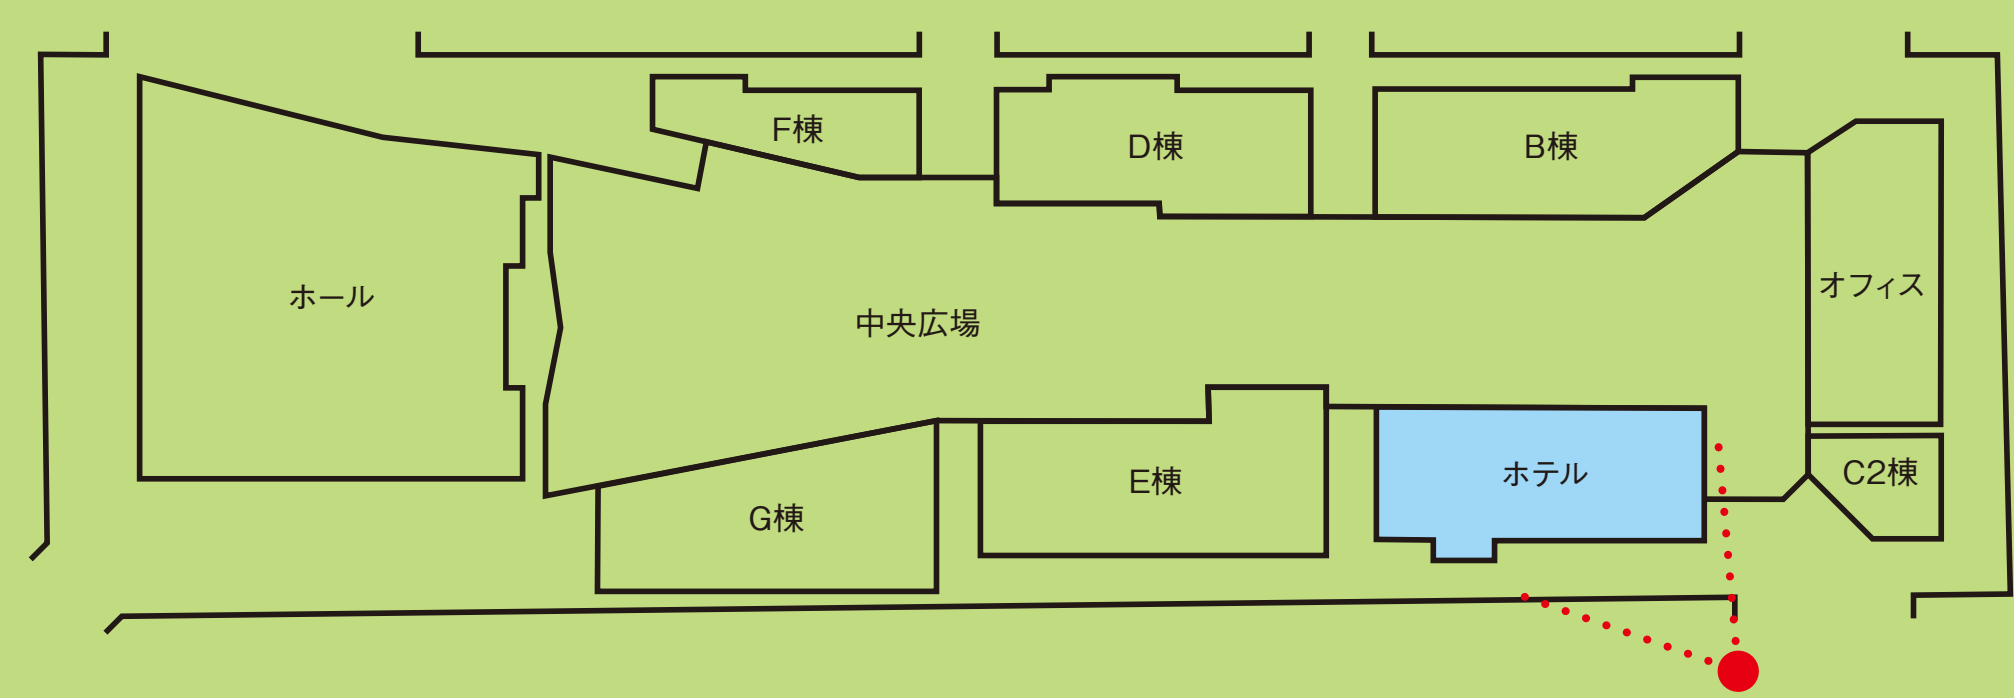 F棟
D棟
B棟
ホール
中央広場
オフィス
G棟
E棟
ホテル
C2棟